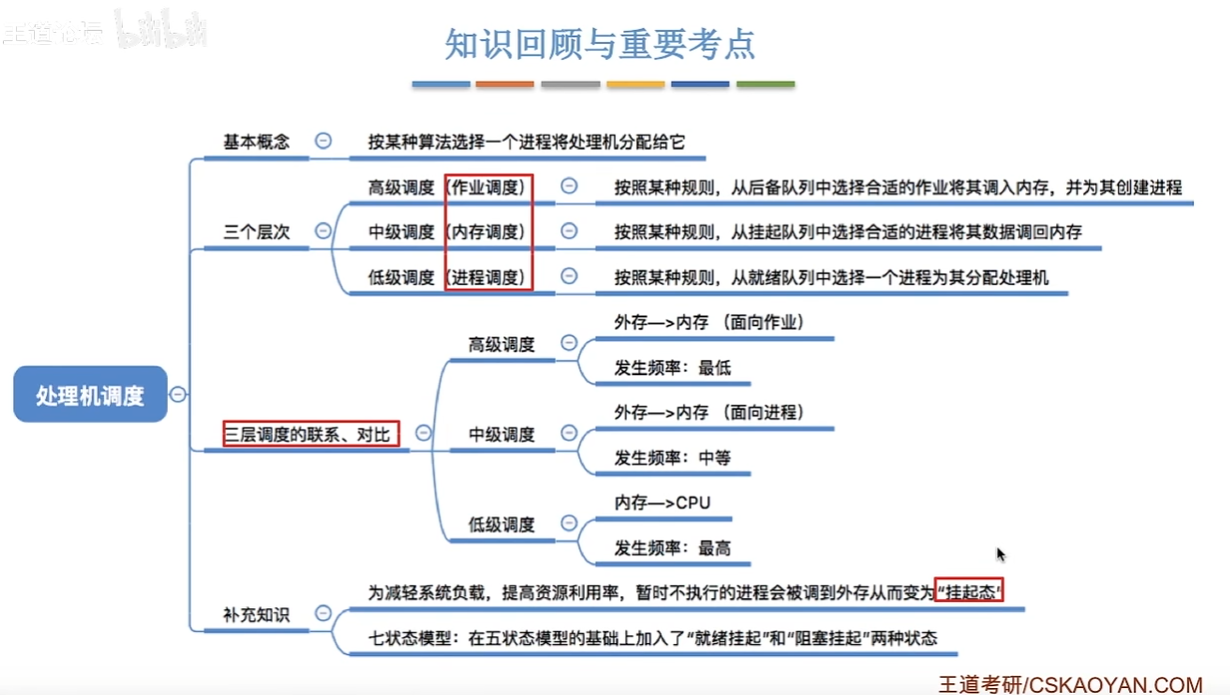 王道论坛 bilibili
知识回顾与重要考点
基本概念
按某种算法选择一个进程将处理机分配给它
三个层次
高级调度（作业调度）
按照某种规则，从后备队列中选择合适的作业将其调入内存，并为其创建进程
中级调度（内存调度）
按照某种规则，从挂起队列中选择合适的进程将其数据调回内存
低级调度（进程调度）
按照某种规则，从就绪队列中选择一个进程为其分配处理机
处理机调度
三层调度的联系、对比
高级调度
外存—>内存 （面向作业）
发生频率：最低
中级调度
外存—>内存 （面向进程）
发生频率：中等
低级调度
内存—>CPU
发生频率：最高
补充知识
为减轻系统负载，提高资源利用率，暂时不执行的进程会被调到外存从而变为“挂起态”
七状态模型：在五状态模型的基础上加入了“就绪挂起”和“阻塞挂起”两种状态
王道考研/CSKAOYAN.COM